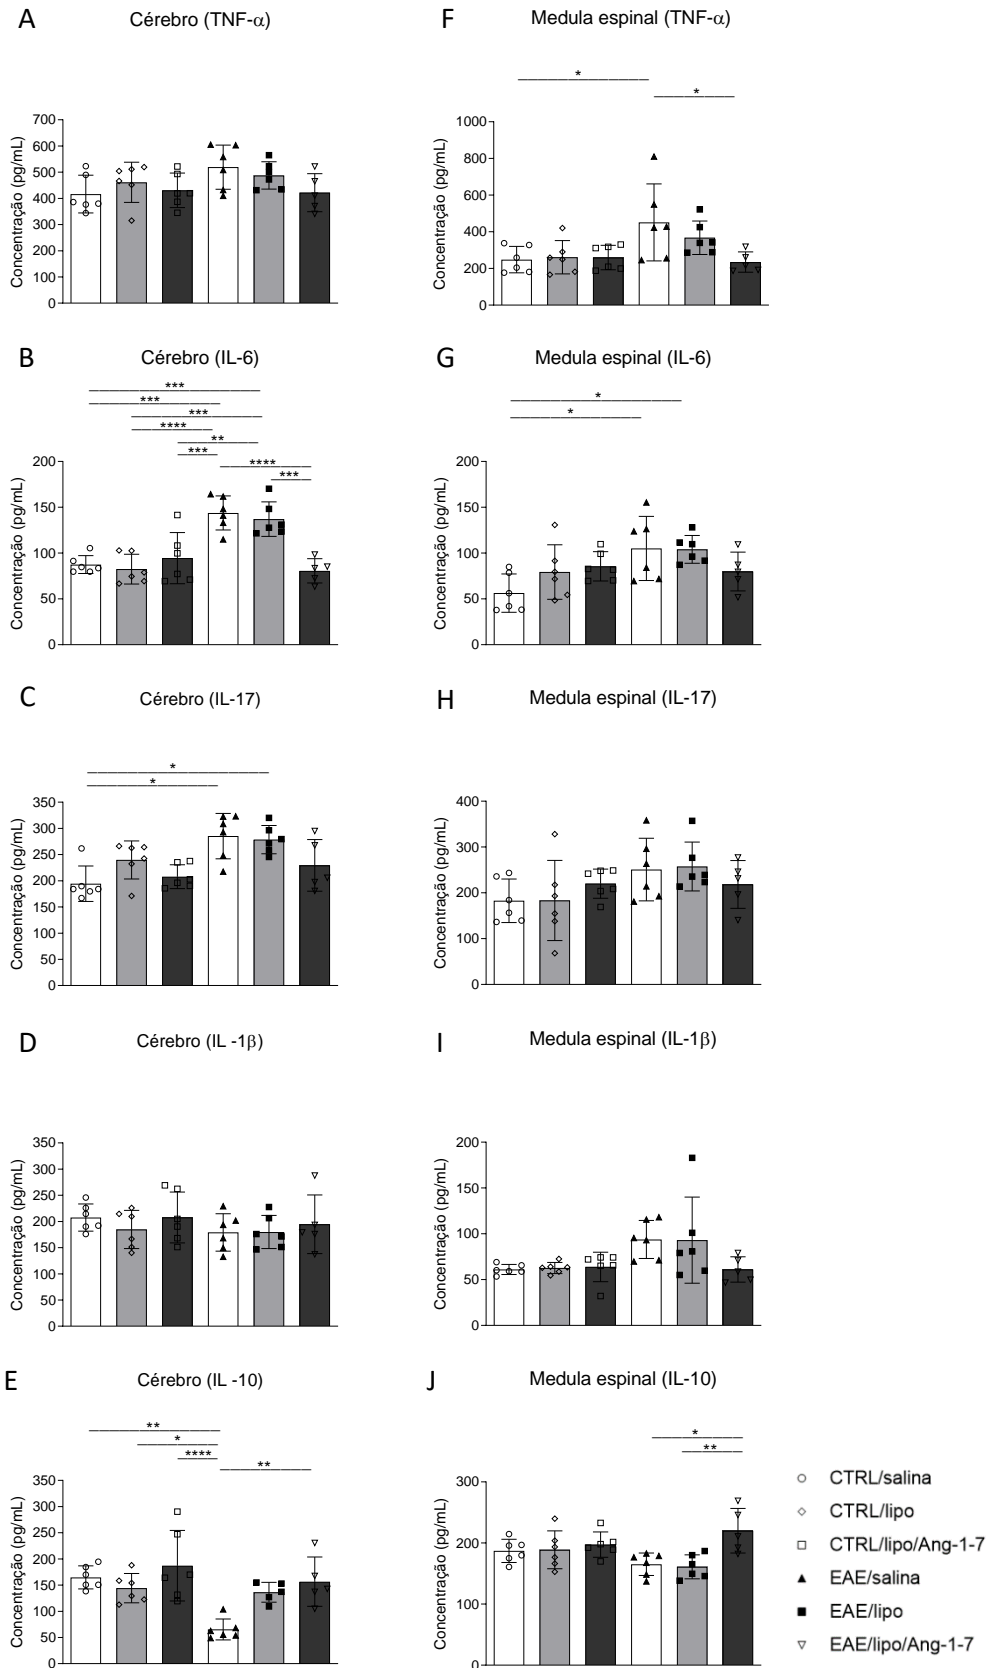 A
Cérebro (TNF-α)
*
*
Concentração (pg/mL)
700
600
500
400
300
200
100
0
F
Medula espinal (TNF-α)
Concentração (pg/mL)
1000
800
600
400
200
0
B
Cérebro (IL-6)
***
***
***
****
**
***
****
***
Concentração (pg/mL)
200
150
100
50
0
G
Medula espinal (IL-6)
*
*
Concentração (pg/mL)
200
150
100
50
0
C
Cérebro (IL-17)
*
*
Concentração (pg/mL)
350
300
250
200
150
100
50
0
H
Medula espinal (IL-17)
Concentração (pg/mL)
400
300
200
100
0
D
Cérebro (IL -1β)
Concentração (pg/mL)
350
300
250
200
150
100
50
0
I
Medula espinal (IL-1β)
Concentração (pg/mL)
200
150
100
50
0
E
Cérebro (IL -10)
**
*
****
**
Concentração (pg/mL)
350
300
250
200
150
100
50
0
J
Medula espinal (IL-10)
*
**
Concentração (pg/mL)
300
200
100
0
CTRL/salina
CTRL/lipo
CTRL/lipo/Ang-1-7
EAE/salina
EAE/lipo
EAE/lipo/Ang-1-7